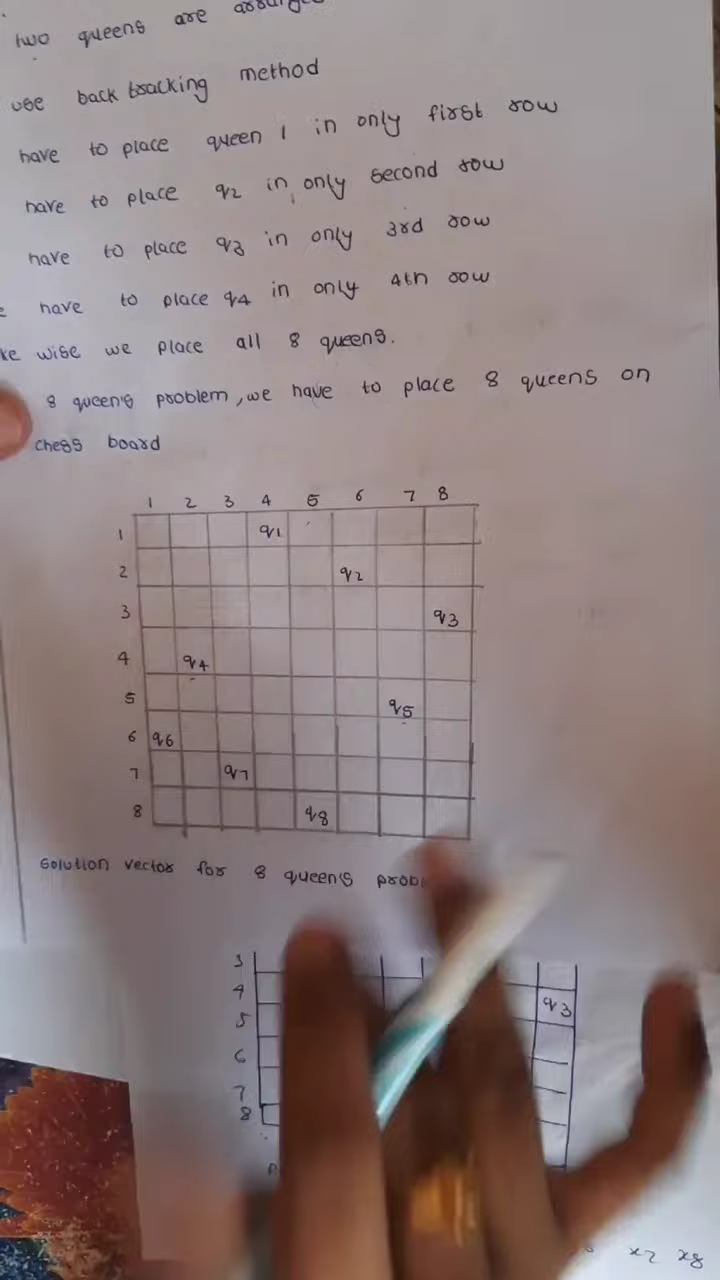 two queens are
use back tracking method
have to place queen 1 in only first row
have to place q2 in only second row
have to place q3 in only 3rd row
have to place q4 in only 4th row
wise we place all 8 queens.
8 queen's problem, we have to place 8 queens on
chess board
1 2 3 4 5 6 7 8
1 q1
2 q2
3 q3
4 q4
5 q5
6 q6
7 q7
8 q8
solution vector for 8 queen's
3
4 q3
5
6
7
8
x7 x8